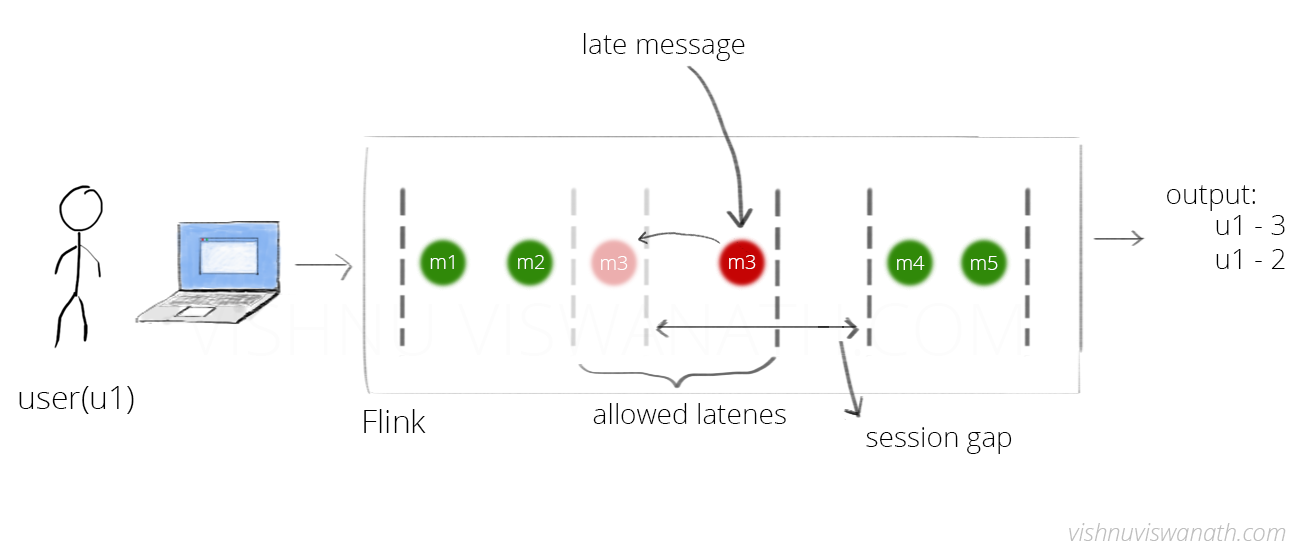 late message
output:
u1 - 3
u1 - 2
m1
m2
m3
m3
m4
m5
VISHNU VISWANATH.COM
user(u1)
Flink
allowed latenes
session gap
vishnuviswanath.com